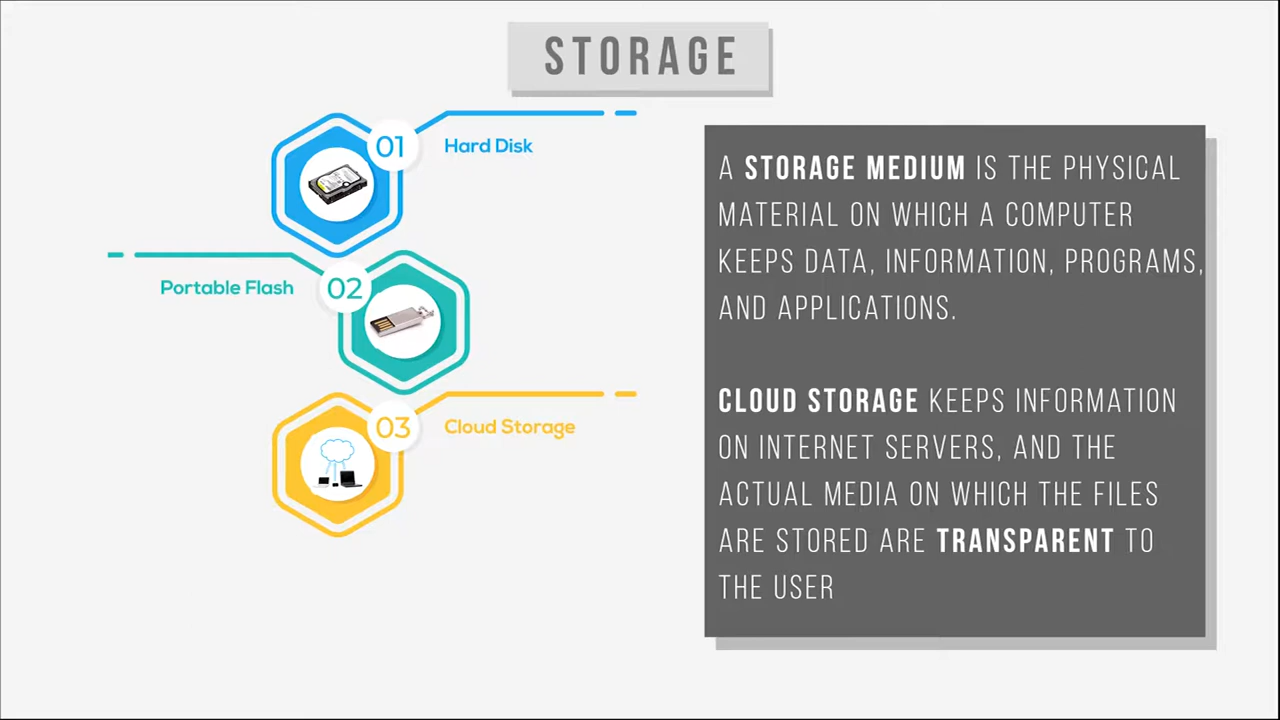 STORAGE
01
Hard Disk
Portable Flash
02
03
Cloud Storage
A STORAGE MEDIUM IS THE PHYSICAL
MATERIAL ON WHICH A COMPUTER
KEEPS DATA, INFORMATION, PROGRAMS,
AND APPLICATIONS.
CLOUD STORAGE KEEPS INFORMATION
ON INTERNET SERVERS, AND THE
ACTUAL MEDIA ON WHICH THE FILES
ARE STORED ARE TRANSPARENT TO
THE USER